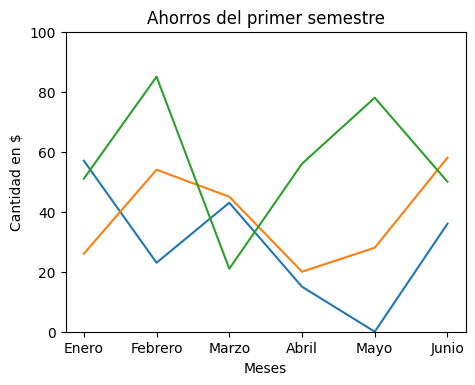 Ahorros del primer semestre
Cantidad en $
100
80
60
40
20
0
Enero Febrero Marzo Abril Mayo Junio
Meses